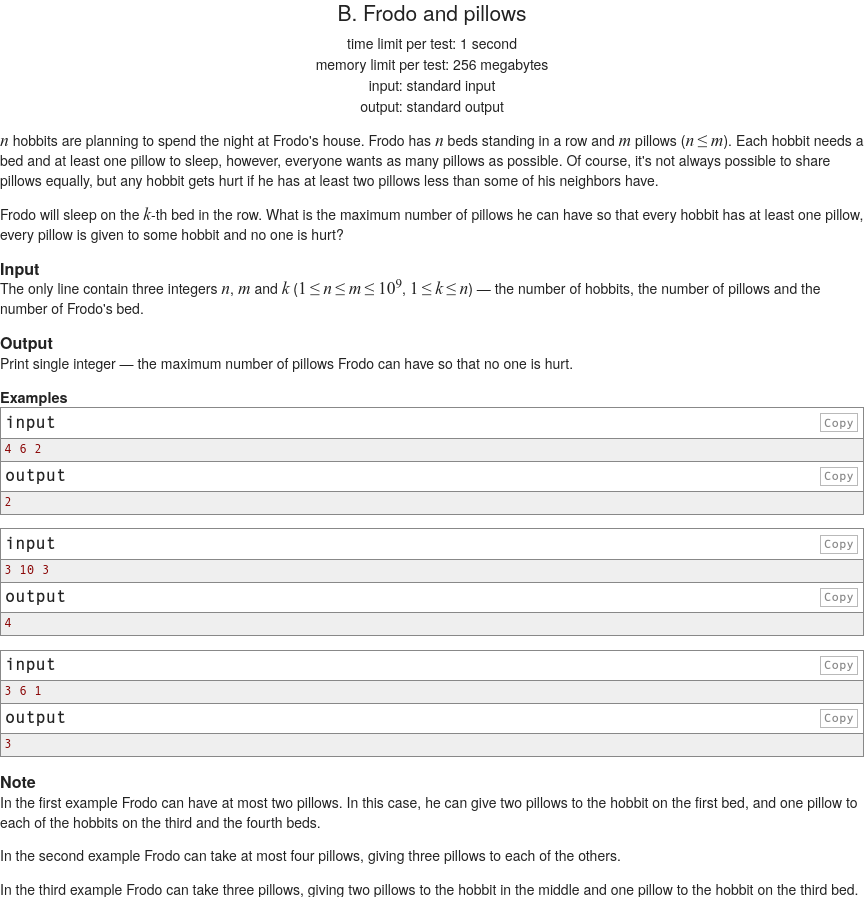 B. Frodo and pillows
time limit per test: 1 second
memory limit per test: 256 megabytes
input: standard input
output: standard output
n hobbits are planning to spend the night at Frodo's house. Frodo has n beds standing in a row and m pillows (n ≤ m). Each hobbit needs a
bed and at least one pillow to sleep, however, everyone wants as many pillows as possible. Of course, it's not always possible to share
pillows equally, but any hobbit gets hurt if he has at least two pillows less than some of his neighbors have.
Frodo will sleep on the k-th bed in the row. What is the maximum number of pillows he can have so that every hobbit has at least one pillow,
every pillow is given to some hobbit and no one is hurt?
Input
The only line contain three integers n, m and k (1 ≤ n ≤ m ≤ 10⁹, 1 ≤ k ≤ n) — the number of hobbits, the number of pillows and the
number of Frodo's bed.
Output
Print single integer — the maximum number of pillows Frodo can have so that no one is hurt.
Examples
input Copy
4 6 2
output Copy
2
input Copy
3 10 3
output Copy
4
input Copy
3 6 1
output Copy
3
Note
In the first example Frodo can have at most two pillows. In this case, he can give two pillows to the hobbit on the first bed, and one pillow to
each of the hobbits on the third and the fourth beds.
In the second example Frodo can take at most four pillows, giving three pillows to each of the others.
In the third example Frodo can take three pillows, giving two pillows to the hobbit in the middle and one pillow to the hobbit on the third bed.